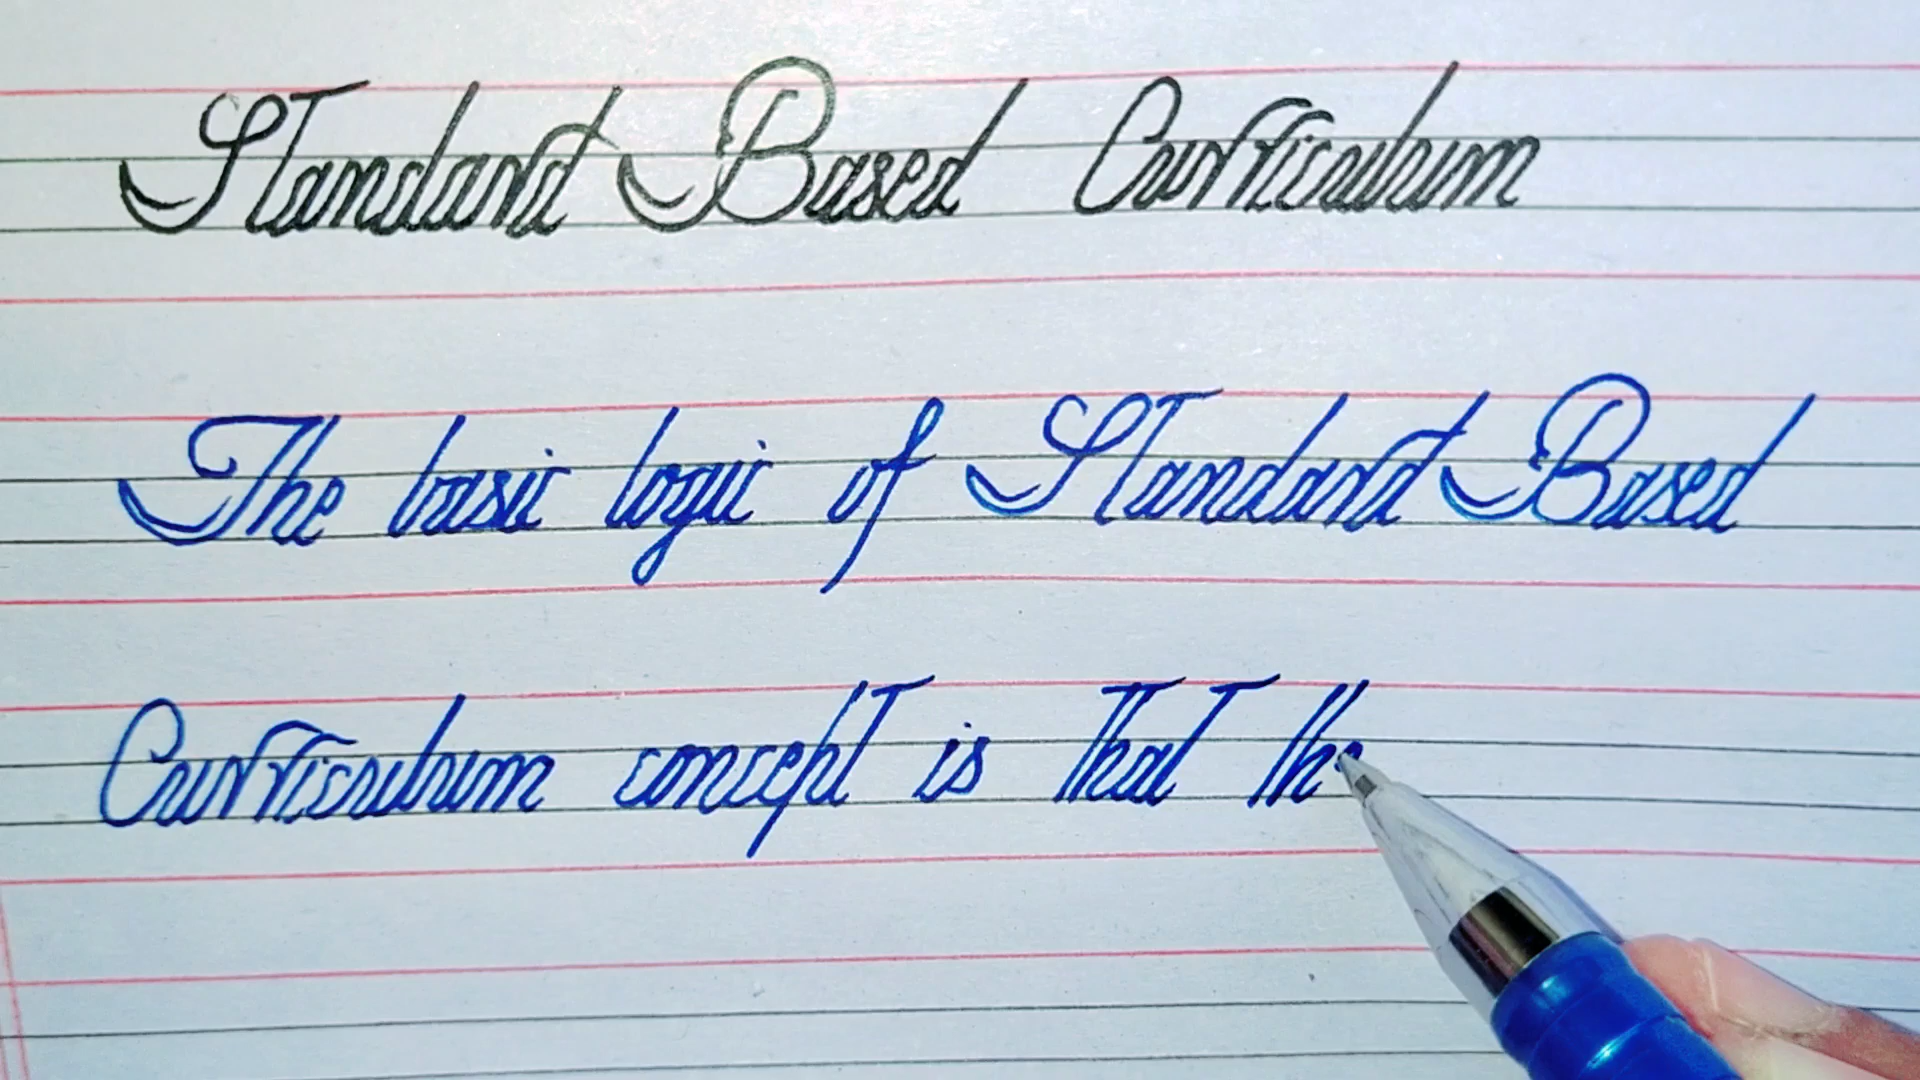 Standard Based Curriculum
The basic logic of Standard Based
Curriculum concept is that the